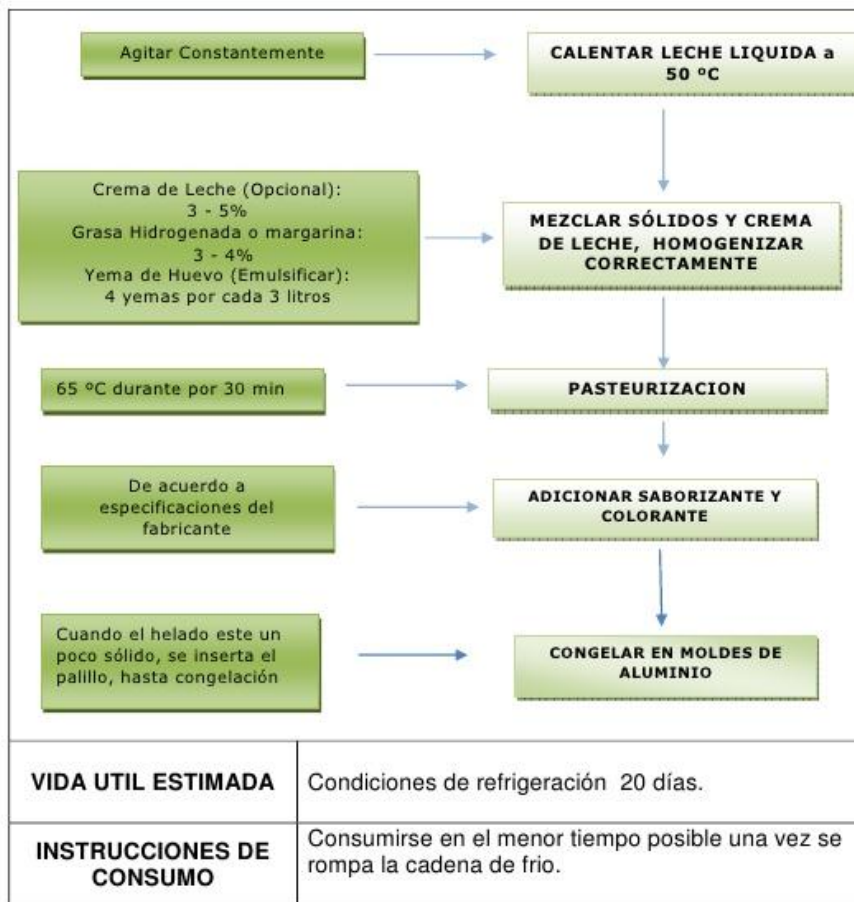 Agitar Constantemente
CALENTAR LECHE LIQUIDA a
50 ºC
Crema de Leche (Opcional):
3 - 5%
Grasa Hidrogenada o margarina:
3 - 4%
Yema de Huevo (Emulsificar):
4 yemas por cada 3 litros
MEZCLAR SÓLIDOS Y CREMA
DE LECHE, HOMOGENIZAR
CORRECTAMENTE
65 ºC durante por 30 min
PASTEURIZACION
De acuerdo a
especificaciones del
fabricante
ADICIONAR SABORIZANTE Y
COLORANTE
Cuando el helado este un
poco sólido, se inserta el
palillo, hasta congelación
CONGELAR EN MOLDES DE
ALUMINIO
VIDA UTIL ESTIMADA
Condiciones de refrigeración 20 días.
INSTRUCCIONES DE
CONSUMO
Consumirse en el menor tiempo posible una vez se
rompa la cadena de frio.